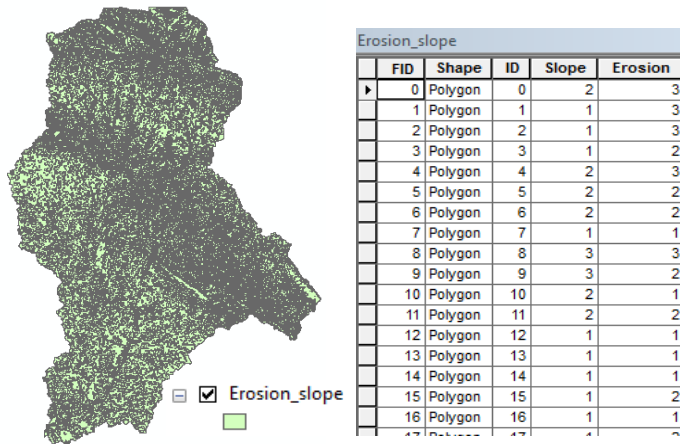 Erosion_slope
FID Shape ID Slope Erosion
0 Polygon 0 2 3
1 Polygon 1 1 3
2 Polygon 2 1 3
3 Polygon 3 1 2
4 Polygon 4 2 3
5 Polygon 5 2 2
6 Polygon 6 2 2
7 Polygon 7 1 1
8 Polygon 8 3 3
9 Polygon 9 3 2
10 Polygon 10 2 1
11 Polygon 11 2 2
12 Polygon 12 1 1
13 Polygon 13 1 1
14 Polygon 14 1 1
15 Polygon 15 1 2
16 Polygon 16 1 1
17 Polygon 17 1
Erosion_slope